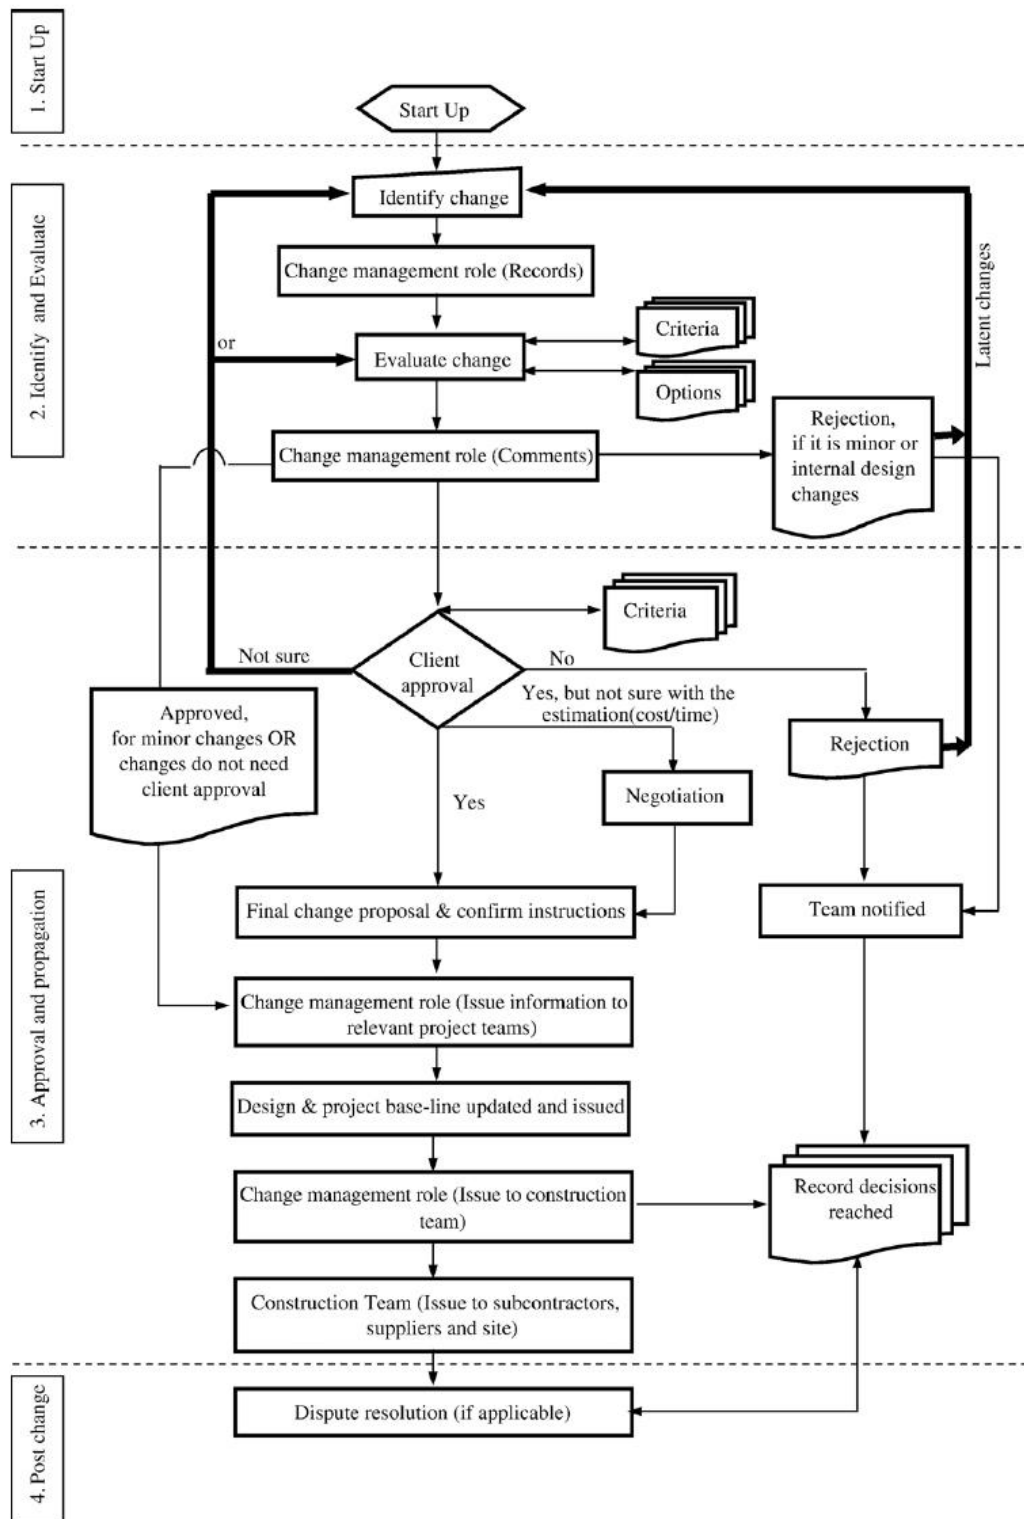 1. Start Up
Start Up
2. Identify and Evaluate
Identify change
Change management role (Records)
or
Evaluate change
Criteria
Options
Latent changes
Change management role (Comments)
Rejection,
if it is minor or
internal design
changes
Criteria
Client
approval
Not sure
No
Yes, but not sure with the
estimation(cost/time)
Approved,
for minor changes OR
changes do not need
client approval
Rejection
Negotiation
Yes
3. Approval and propagation
Final change proposal & confirm instructions
Team notified
Change management role (Issue information to
relevant project teams)
Design & project base-line updated and issued
Change management role (Issue to construction
team)
Record decisions
reached
Construction Team (Issue to subcontractors,
suppliers and site)
4. Post change
Dispute resolution (if applicable)